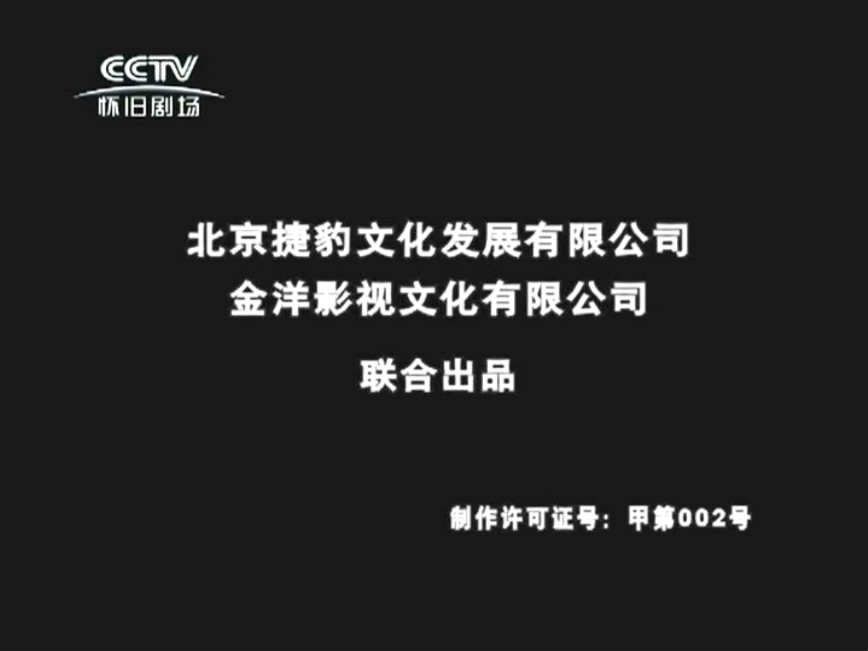 CCTV
怀旧剧场
北京捷豹文化发展有限公司
金洋影视文化有限公司
联合出品
制作许可证号：甲第002号